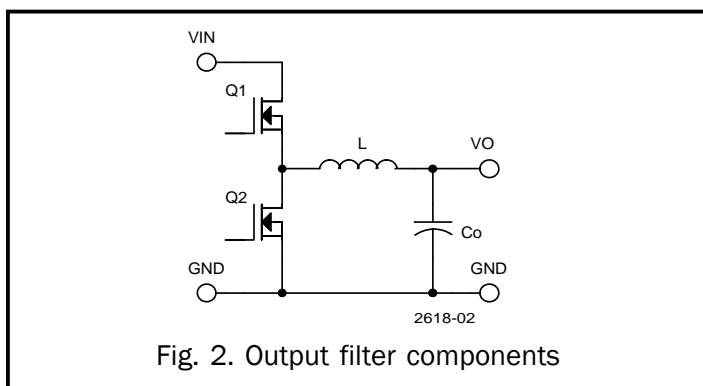 VIN
Q1
L
VO
Q2
Co
GND
GND
2618-02
Fig. 2. Output filter components